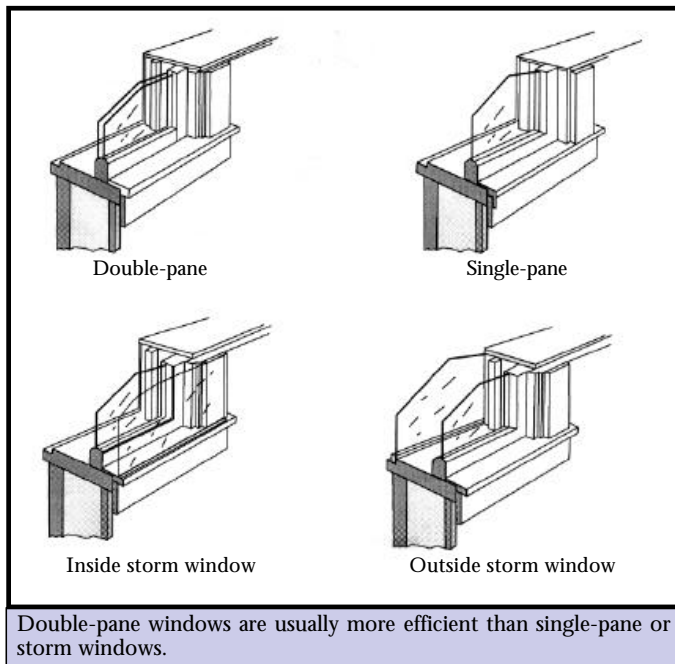 Double-pane
Single-pane
Inside storm window
Outside storm window
Double-pane windows are usually more efficient than single-pane or
storm windows.